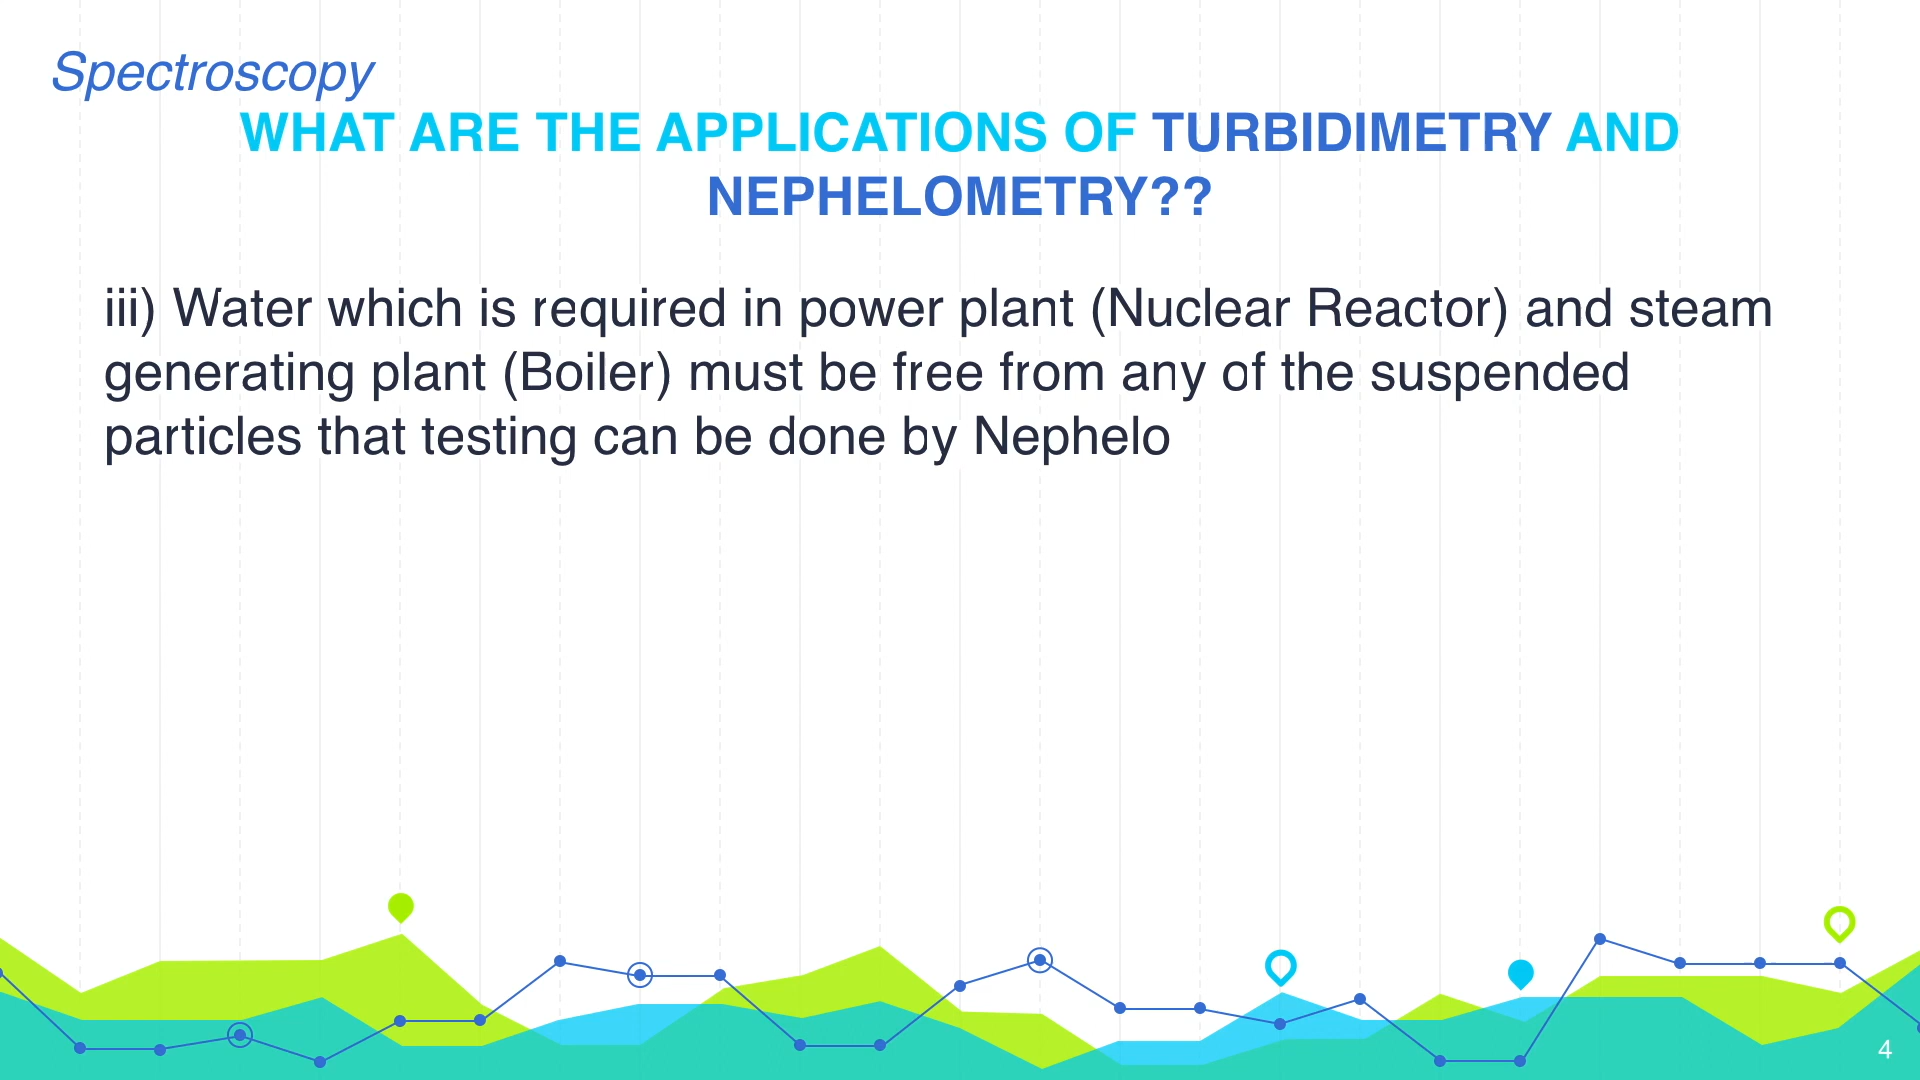 Spectroscopy
WHAT ARE THE APPLICATIONS OF TURBIDIMETRY AND
NEPHELOMETRY??
iii) Water which is required in power plant (Nuclear Reactor) and steam
generating plant (Boiler) must be free from any of the suspended
particles that testing can be done by Nephelo
4